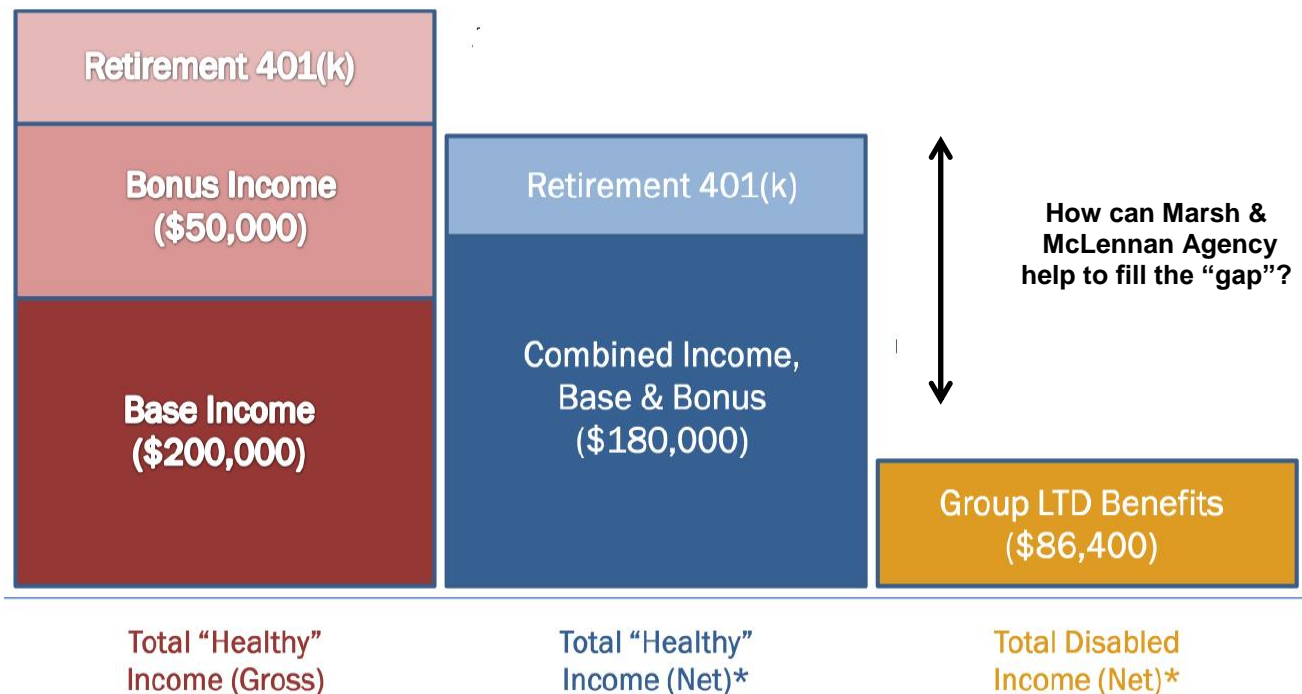 Retirement 401(k)
Bonus Income
($50,000)
Base Income
($200,000)
Retirement 401(k)
Combined Income,
Base & Bonus
($180,000)
Group LTD Benefits
($86,400)
How can Marsh &
McLennan Agency
help to fill the “gap”?
Total “Healthy”
Income (Gross)
Total “Healthy”
Income (Net)*
Total Disabled
Income (Net)*